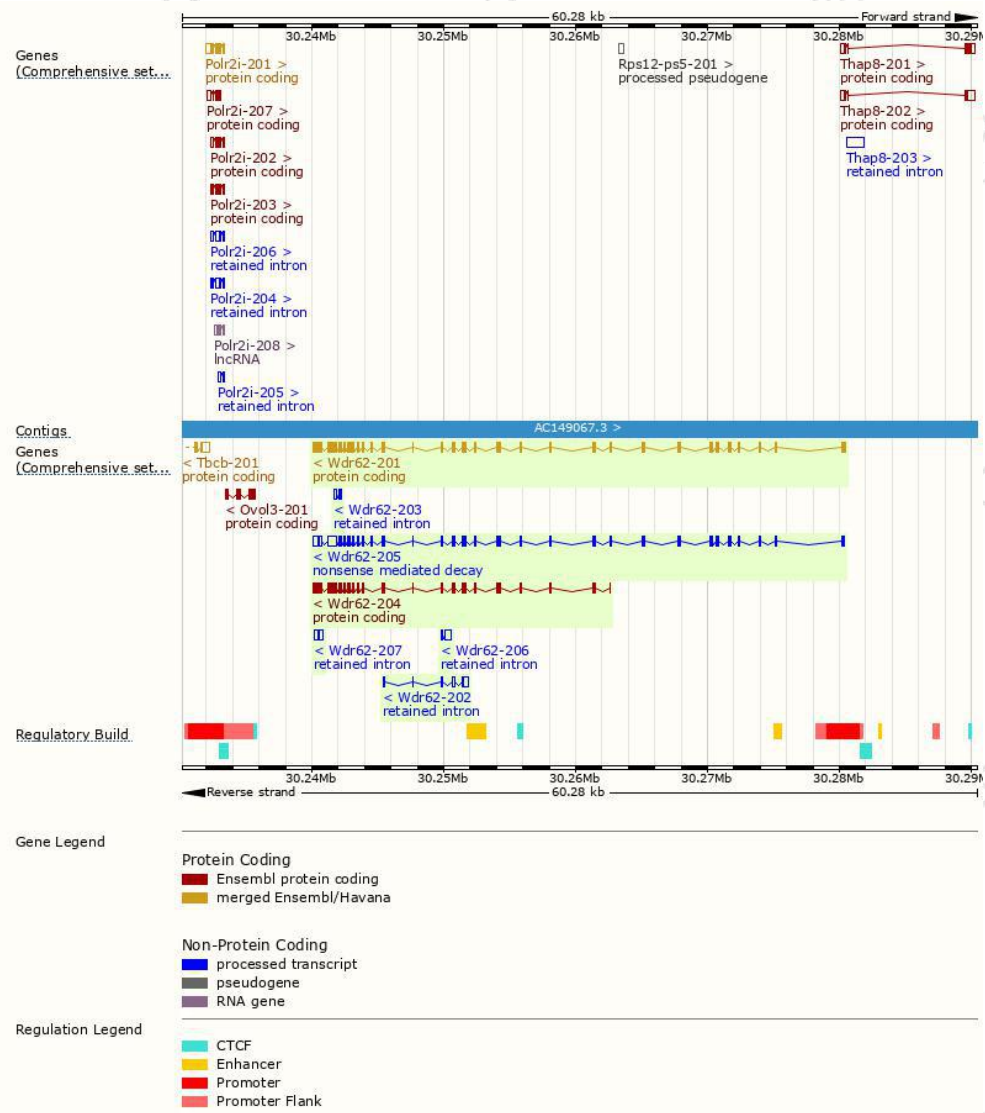 60.28 kb
Forward strand
30.24Mb 30.25Mb 30.26Mb 30.27Mb 30.28Mb 30.29M
Genes
(Comprehensive set...
Polr2i-201 >
protein coding
Rps12-ps5-201 >
processed pseudogene
Thap8-201 >
protein coding
Polr2i-207 >
protein coding
Thap8-202 >
protein coding
Polr2i-202 >
protein coding
Thap8-203 >
retained intron
Polr2i-203 >
protein coding
Polr2i-206 >
retained intron
Polr2i-204 >
retained intron
Polr2i-208 >
lncRNA
Polr2i-205 >
retained intron
Contigs
AC149067.3 >
Genes
(Comprehensive set...
< Tbcb-201
protein coding
< Wdr62-201
protein coding
< Ovol3-201
protein coding
< Wdr62-203
retained intron
< Wdr62-205
nonsense mediated decay
< Wdr62-204
protein coding
< Wdr62-207
retained intron
< Wdr62-206
retained intron
< Wdr62-202
retained intron
Regulatory Build
30.24Mb 30.25Mb 30.26Mb 30.27Mb 30.28Mb 30.29
Reverse strand
60.28 kb
Gene Legend
Protein Coding
Ensembl protein coding
merged Ensembl/Havana
Non-Protein Coding
processed transcript
pseudogene
RNA gene
Regulation Legend
CTCF
Enhancer
Promoter
Promoter Flank